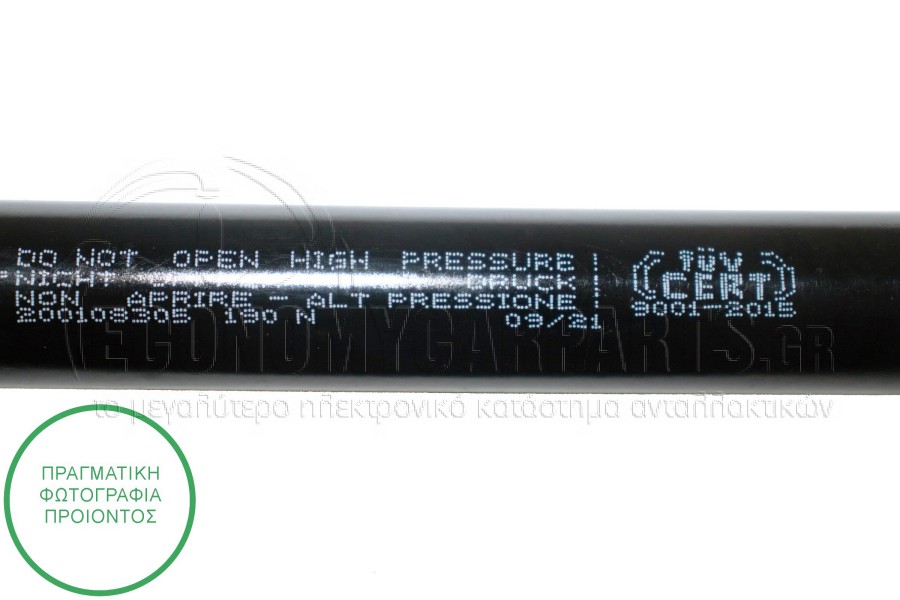 DO NOT OPEN HIGH PRESSURE
NICHT DRUCK
NON APRIRE - ALT PRESSIONE
190 N 09/21
TÜV
CERT
9001-2015
ECONOMYCARPARTS.GR
το μεγαλύτερο ηλεκτρονικό κατάστημα ανταλλακτικών
ΠΡΑΓΜΑΤΙΚΗ
ΦΩΤΟΓΡΑΦΙΑ
ΠΡΟΙΟΝΤΟΣ